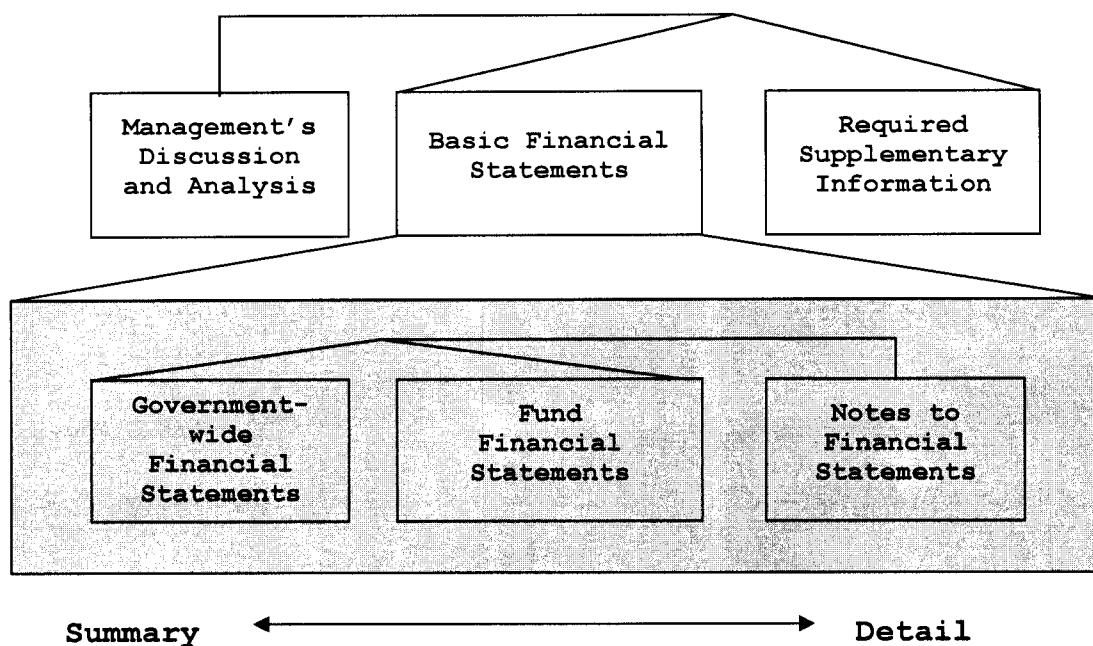 Management's
Discussion
and Analysis
Basic Financial
Statements
Required
Supplementary
Information
Government-
wide
Financial
Statements
Fund
Financial
Statements
Notes to
Financial
Statements
Summary
Detail